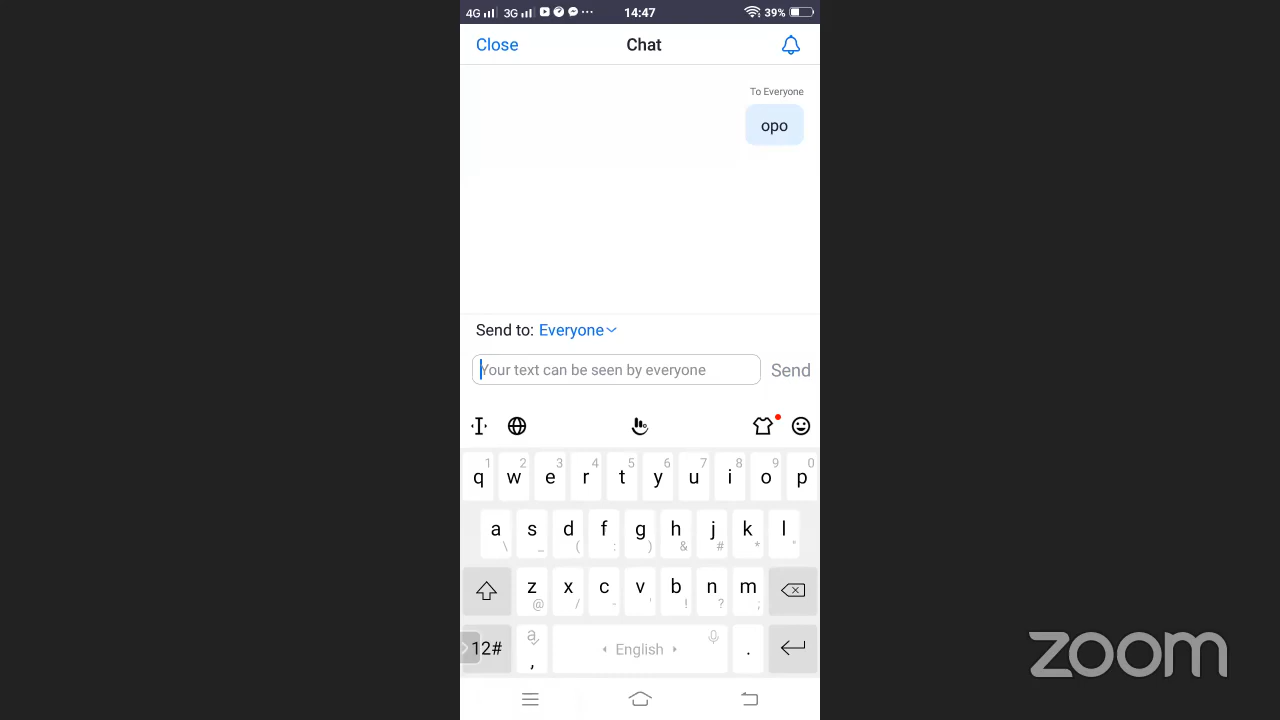 4G 3G 14:47 39%
Close Chat
To Everyone
opo
Send to: Everyone
Your text can be seen by everyone Send
1 2 3 4 5 6 7 8 9 0
q w e r t y u i o p
a s d f g h j k l
\ _ ( : ) & # * "
z x c v b n m
@ / - ' ! ? ;
12# a , English .
zoom